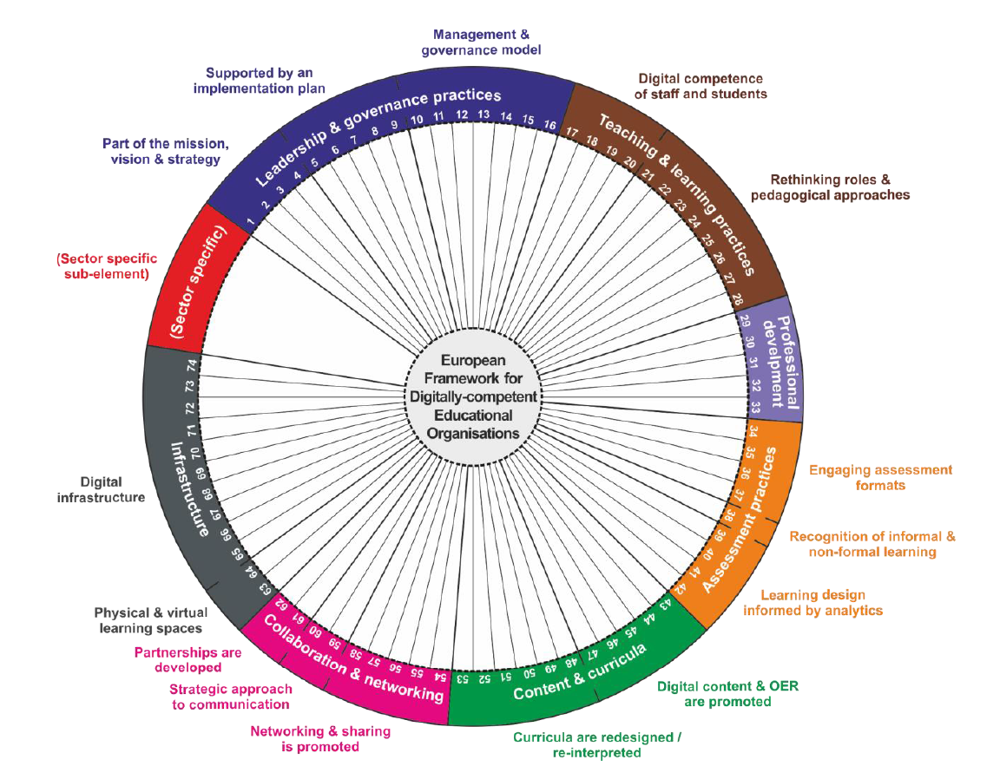 Management &
governance model
Supported by an
implementation plan
Digital competence
of staff and students
Part of the mission,
vision & strategy
Rethinking roles &
pedagogical approaches
(Sector specific
sub-element)
Digital
infrastructure
Engaging assessment
formats
Recognition of informal &
non-formal learning
Learning design
informed by analytics
Physical & virtual
learning spaces
Partnerships are
developed
Strategic approach
to communication
Networking & sharing
is promoted
Digital content & OER
are promoted
Curricula are redesigned /
re-interpreted
Leadership & governance practices
Teaching & learning practices
Professional
develpment
Assessment practices
Content & curricula
Collaboration & networking
Infrastructure
(Sector specific)
1 2 3 4 5 6 7 8 9 10 11 12 13 14 15 16
17 18 19 20 21 22 23 24 25 26 27 28
29 30 31 32 33
34 35 36 37 38 39 40 41 42
43 44 45 46 47 48 49 50 51 52 53
54 55 56 57 58 59 60 61 62
63 64 65 66 67 68 69 70 71 72 73 74
European
Framework for
Digitally-competent
Educational
Organisations